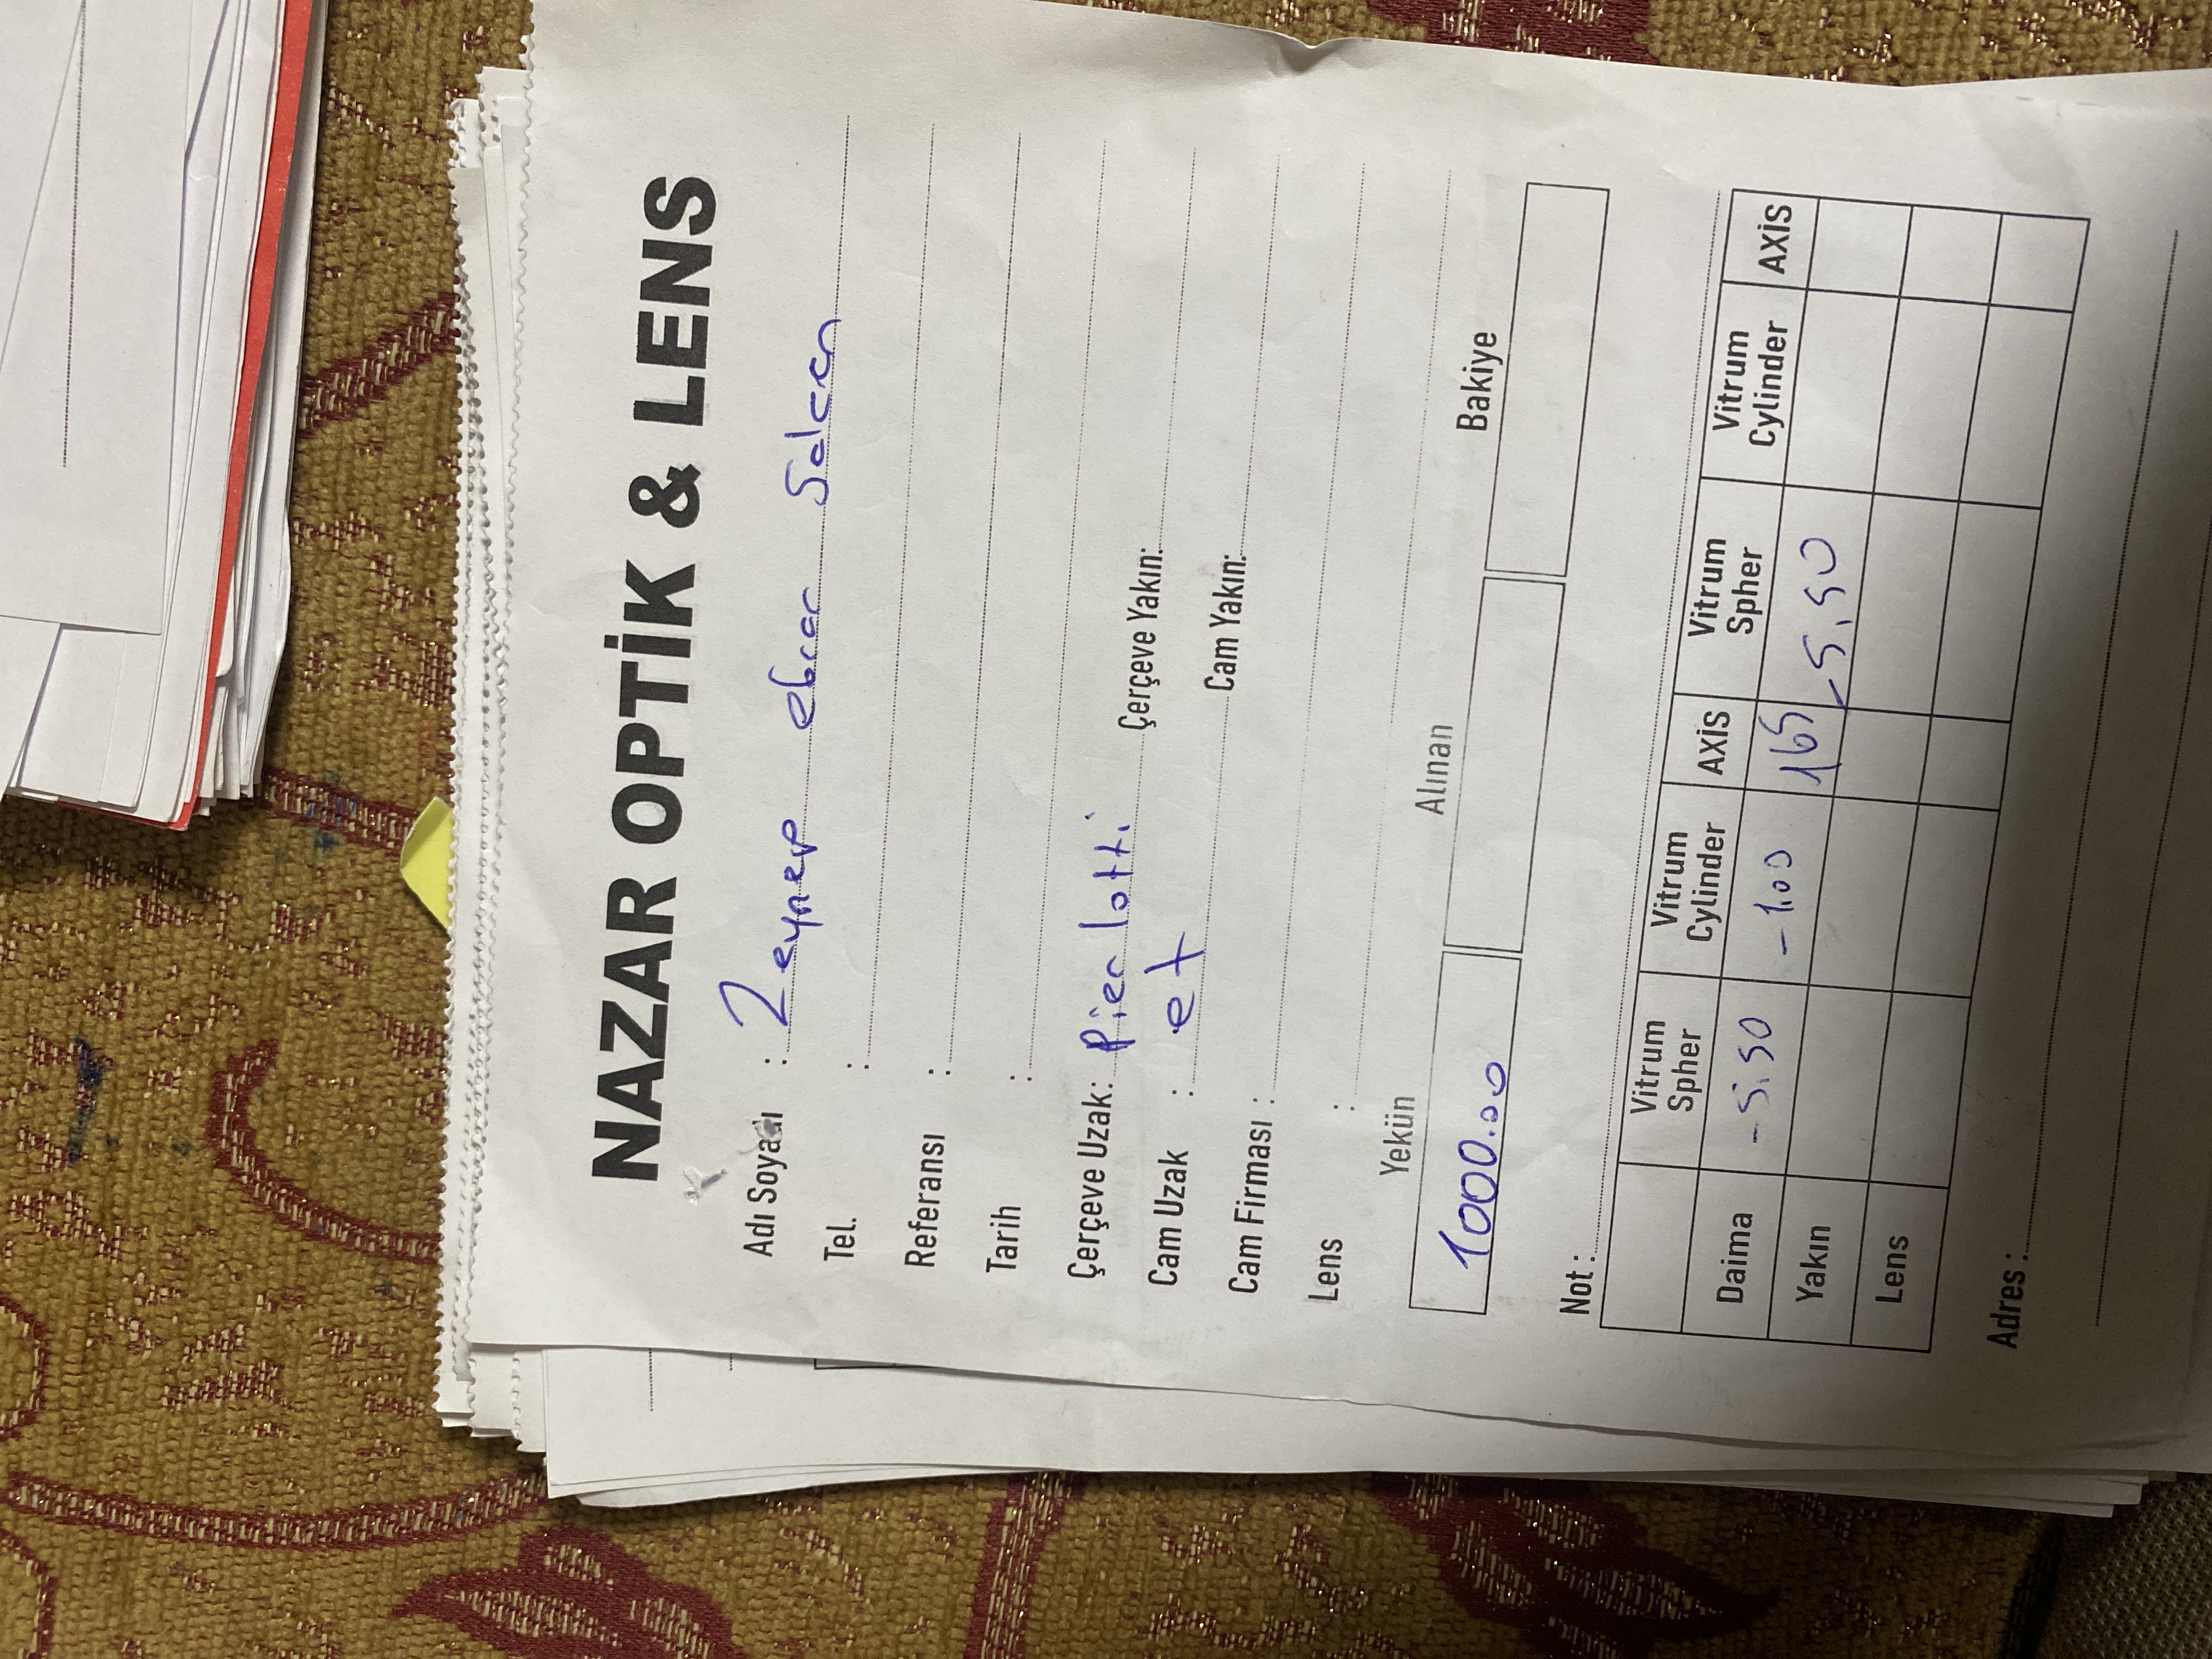 NAZAR OPTİK & LENS
Adı Soyadı : Zeynep ebrar
Tel. :
Referansı :
Tarih :
Çerçeve Uzak: Pier lotti Çerçeve Yakın:
Cam Uzak : et Cam Yakın:
Cam Firması :
Lens :
Yekün Alınan Bakiye
1000.00
Not :
Vitrum Spher Vitrum Cylinder AXİS Vitrum Spher Vitrum Cylinder AXİS
Daima -5.50 -1.00 165 -5.50
Yakın
Lens
Adres :